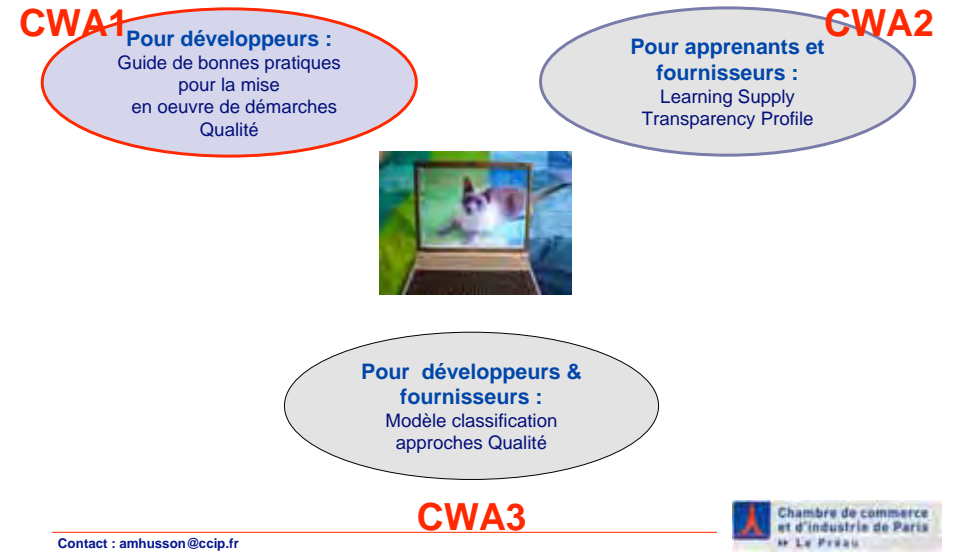 CWA1
Pour développeurs :
Guide de bonnes pratiques
pour la mise
en oeuvre de démarches
Qualité
CWA2
Pour apprenants et
fournisseurs :
Learning Supply
Transparency Profile
Pour développeurs &
fournisseurs :
Modèle classification
approches Qualité
CWA3
Contact : amhusson@ccip.fr
Chambre de commerce
et d'industrie de Paris
Le Préau